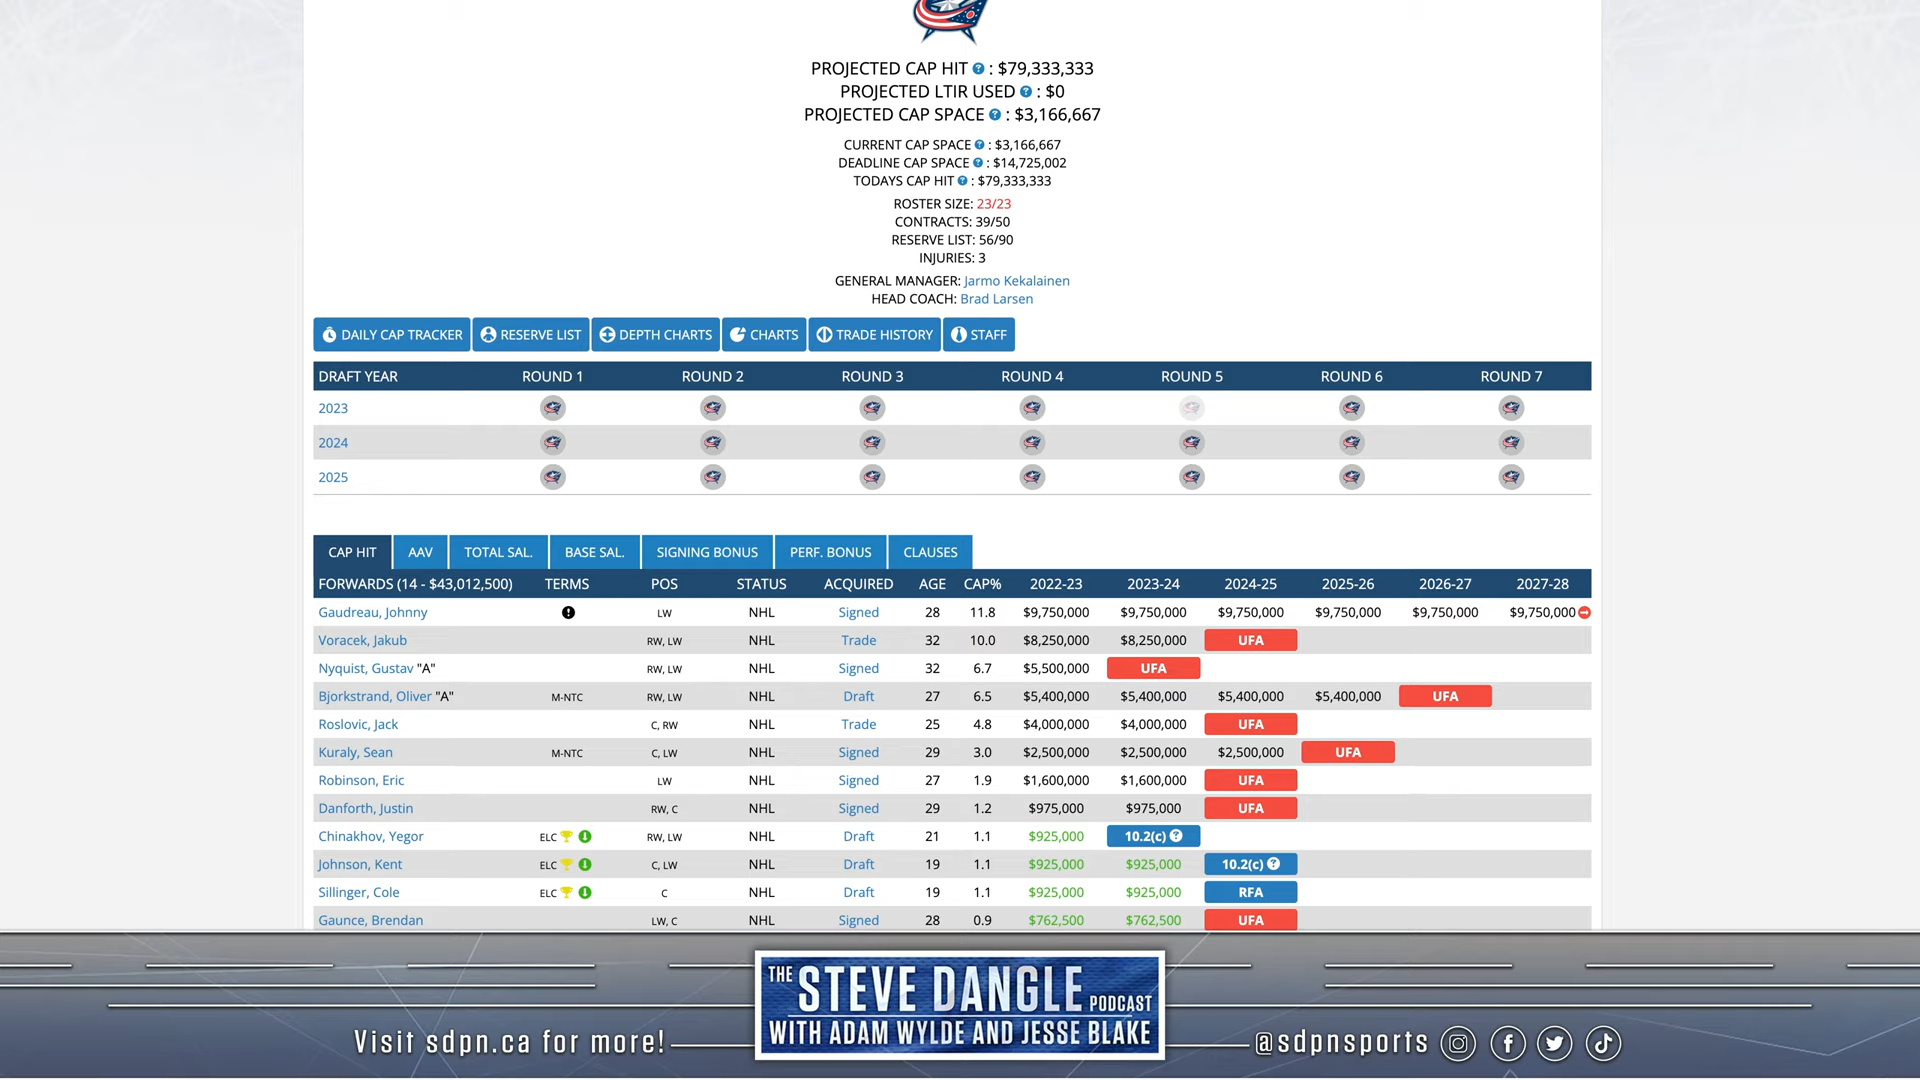 PROJECTED CAP HIT ? : $79,333,333
PROJECTED LTIR USED ? : $0
PROJECTED CAP SPACE ? : $3,166,667
CURRENT CAP SPACE ? : $3,166,667
DEADLINE CAP SPACE ? : $14,725,002
TODAYS CAP HIT ? : $79,333,333
ROSTER SIZE: 23/23
CONTRACTS: 39/50
RESERVE LIST: 56/90
INJURIES: 3
GENERAL MANAGER: Jarmo Kekalainen
HEAD COACH: Brad Larsen
DAILY CAP TRACKER RESERVE LIST DEPTH CHARTS CHARTS TRADE HISTORY STAFF
DRAFT YEAR ROUND 1 ROUND 2 ROUND 3 ROUND 4 ROUND 5 ROUND 6 ROUND 7
2023
2024
2025
CAP HIT AAV TOTAL SAL. BASE SAL. SIGNING BONUS PERF. BONUS CLAUSES
FORWARDS (14 - $43,012,500) TERMS POS STATUS ACQUIRED AGE CAP% 2022-23 2023-24 2024-25 2025-26 2026-27 2027-28
Gaudreau, Johnny LW NHL Signed 28 11.8 $9,750,000 $9,750,000 $9,750,000 $9,750,000 $9,750,000 $9,750,000
Voracek, Jakub RW, LW NHL Trade 32 10.0 $8,250,000 $8,250,000 UFA
Nyquist, Gustav "A" RW, LW NHL Signed 32 6.7 $5,500,000 UFA
Bjorkstrand, Oliver "A" M-NTC RW, LW NHL Draft 27 6.5 $5,400,000 $5,400,000 $5,400,000 $5,400,000 UFA
Roslovic, Jack C, RW NHL Trade 25 4.8 $4,000,000 $4,000,000 UFA
Kuraly, Sean M-NTC C, LW NHL Signed 29 3.0 $2,500,000 $2,500,000 $2,500,000 UFA
Robinson, Eric LW NHL Signed 27 1.9 $1,600,000 $1,600,000 UFA
Danforth, Justin RW, C NHL Signed 29 1.2 $975,000 $975,000 UFA
Chinakhov, Yegor ELC RW, LW NHL Draft 21 1.1 $925,000 10.2(c) ?
Johnson, Kent ELC C, LW NHL Draft 19 1.1 $925,000 $925,000 10.2(c) ?
Sillinger, Cole ELC C NHL Draft 19 1.1 $925,000 $925,000 RFA
Gaunce, Brendan LW, C NHL Signed 28 0.9 $762,500 $762,500 UFA
THE STEVE DANGLE PODCAST
WITH ADAM WYLDE AND JESSE BLAKE
Visit sdpn.ca for more!
@sdpnsports